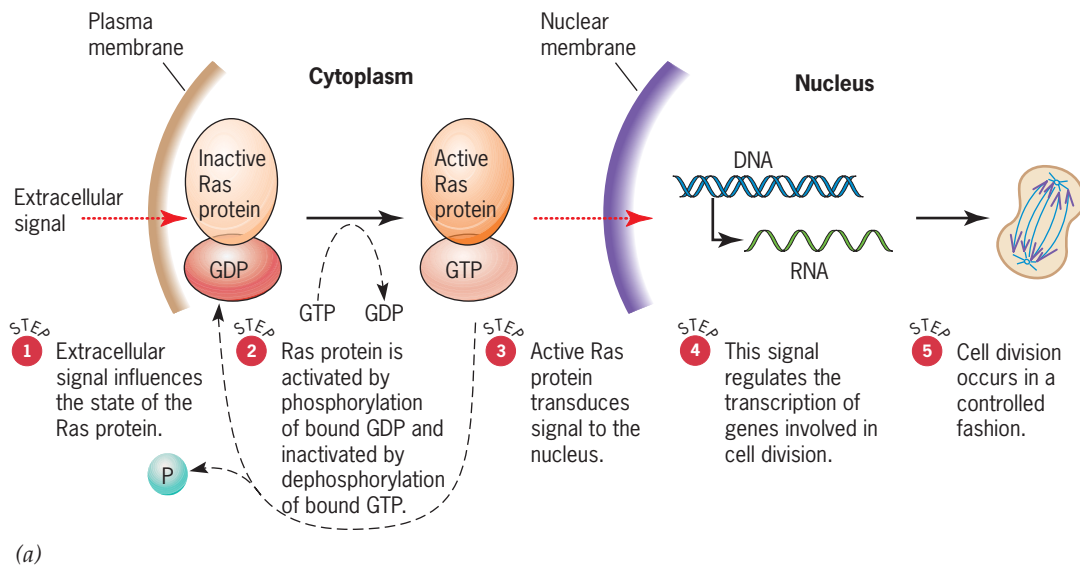 Plasma
membrane
Nuclear
membrane
Cytoplasm
Nucleus
Inactive
Ras
protein
Active
Ras
protein
DNA
Extracellular
signal
GDP
GTP
RNA
GTP
GDP
STEP
1
Extracellular
signal influences
the state of the
Ras protein.
STEP
2
Ras protein is
activated by
phosphorylation
of bound GDP and
inactivated by
dephosphorylation
of bound GTP.
STEP
3
Active Ras
protein
transduces
signal to the
nucleus.
STEP
4
This signal
regulates the
transcription of
genes involved in
cell division.
STEP
5
Cell division
occurs in a
controlled
fashion.
P
(a)